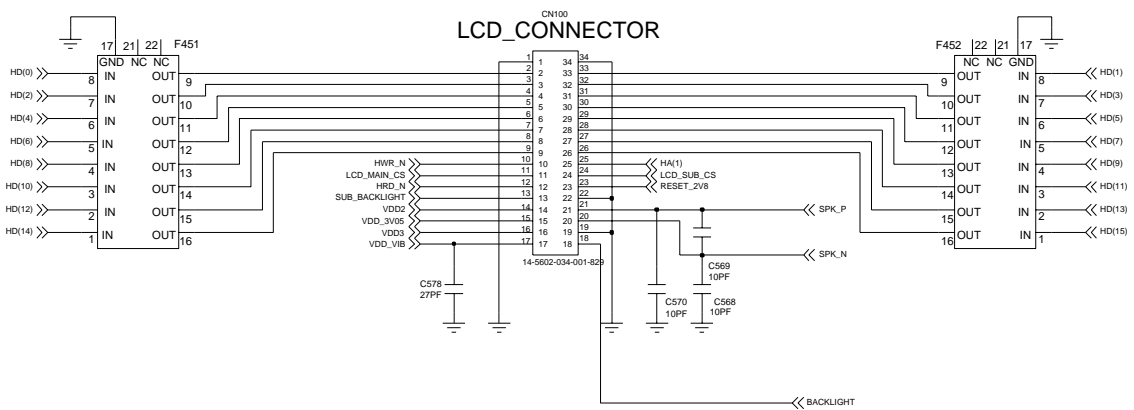 CN100
LCD_CONNECTOR
17 21 22 F451
GND NC NC
HD(0) 8 IN OUT 9
HD(2) 7 IN OUT 10
HD(4) 6 IN OUT 11
HD(6) 5 IN OUT 12
HD(8) 4 IN OUT 13
HD(10) 3 IN OUT 14
HD(12) 2 IN OUT 15
HD(14) 1 IN OUT 16
1 1 34 34
2 2 33 33
3 3 32 32
4 4 31 31
5 5 30 30
6 6 29 29
7 7 28 28
8 8 27 27
9 9 26 26
HWR_N 10 10 25 25 HA(1)
LCD_MAIN_CS 11 11 24 24 LCD_SUB_CS
HRD_N 12 12 23 23 RESET_2V8
SUB_BACKLIGHT 13 13 22 22
VDD2 14 14 21 21 SPK_P
VDD_3V05 15 15 20 20 SPK_N
VDD3 16 16 19 19
VDD_VIB 17 17 18 18
14-5602-034-001-829
F452 22 21 17
NC NC GND
9 OUT IN 8 HD(1)
10 OUT IN 7 HD(3)
11 OUT IN 6 HD(5)
12 OUT IN 5 HD(7)
13 OUT IN 4 HD(9)
14 OUT IN 3 HD(11)
15 OUT IN 2 HD(13)
16 OUT IN 1 HD(15)
C578
27PF
C569
10PF
C570
10PF
C568
10PF
BACKLIGHT